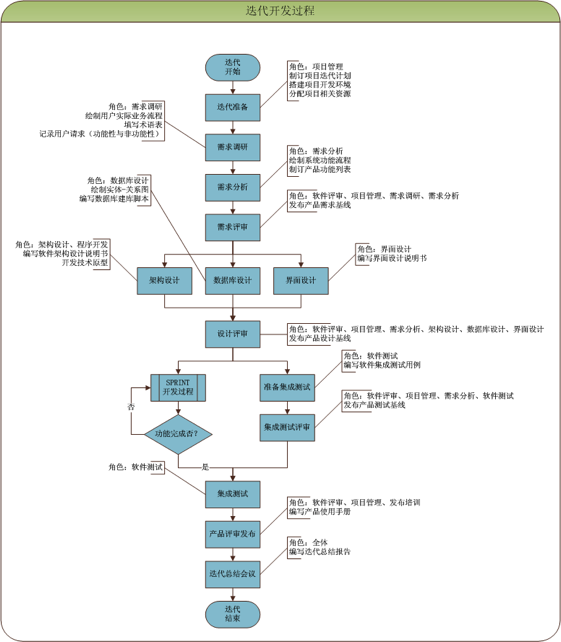 迭代开发过程
迭代
开始
角色：项目管理
制订项目迭代计划
搭建项目开发环境
分配项目相关资源
迭代准备
角色：需求调研
绘制用户实际业务流程
填写术语表
记录用户请求（功能性与非功能性）
需求调研
角色：需求分析
绘制系统功能流程
制订产品功能列表
需求分析
角色：数据库设计
绘制实体-关系图
编写数据库建库脚本
角色：软件评审、项目管理、需求调研、需求分析
发布产品需求基线
需求评审
角色：架构设计、程序开发
编写软件架构设计说明书
开发技术原型
角色：界面设计
编写界面设计说明书
架构设计
数据库设计
界面设计
设计评审
角色：软件评审、项目管理、需求分析、架构设计、数据库设计、界面设计
发布产品设计基线
角色：软件测试
编写软件集成测试用例
SPRINT
开发过程
准备集成测试
角色：软件评审、项目管理、需求分析、软件测试
发布产品测试基线
否
功能完成否？
集成测试评审
是
角色：软件测试
集成测试
角色：软件评审、项目管理、发布培训
编写产品使用手册
产品评审发布
角色：全体
编写迭代总结报告
迭代总结会议
迭代
结束